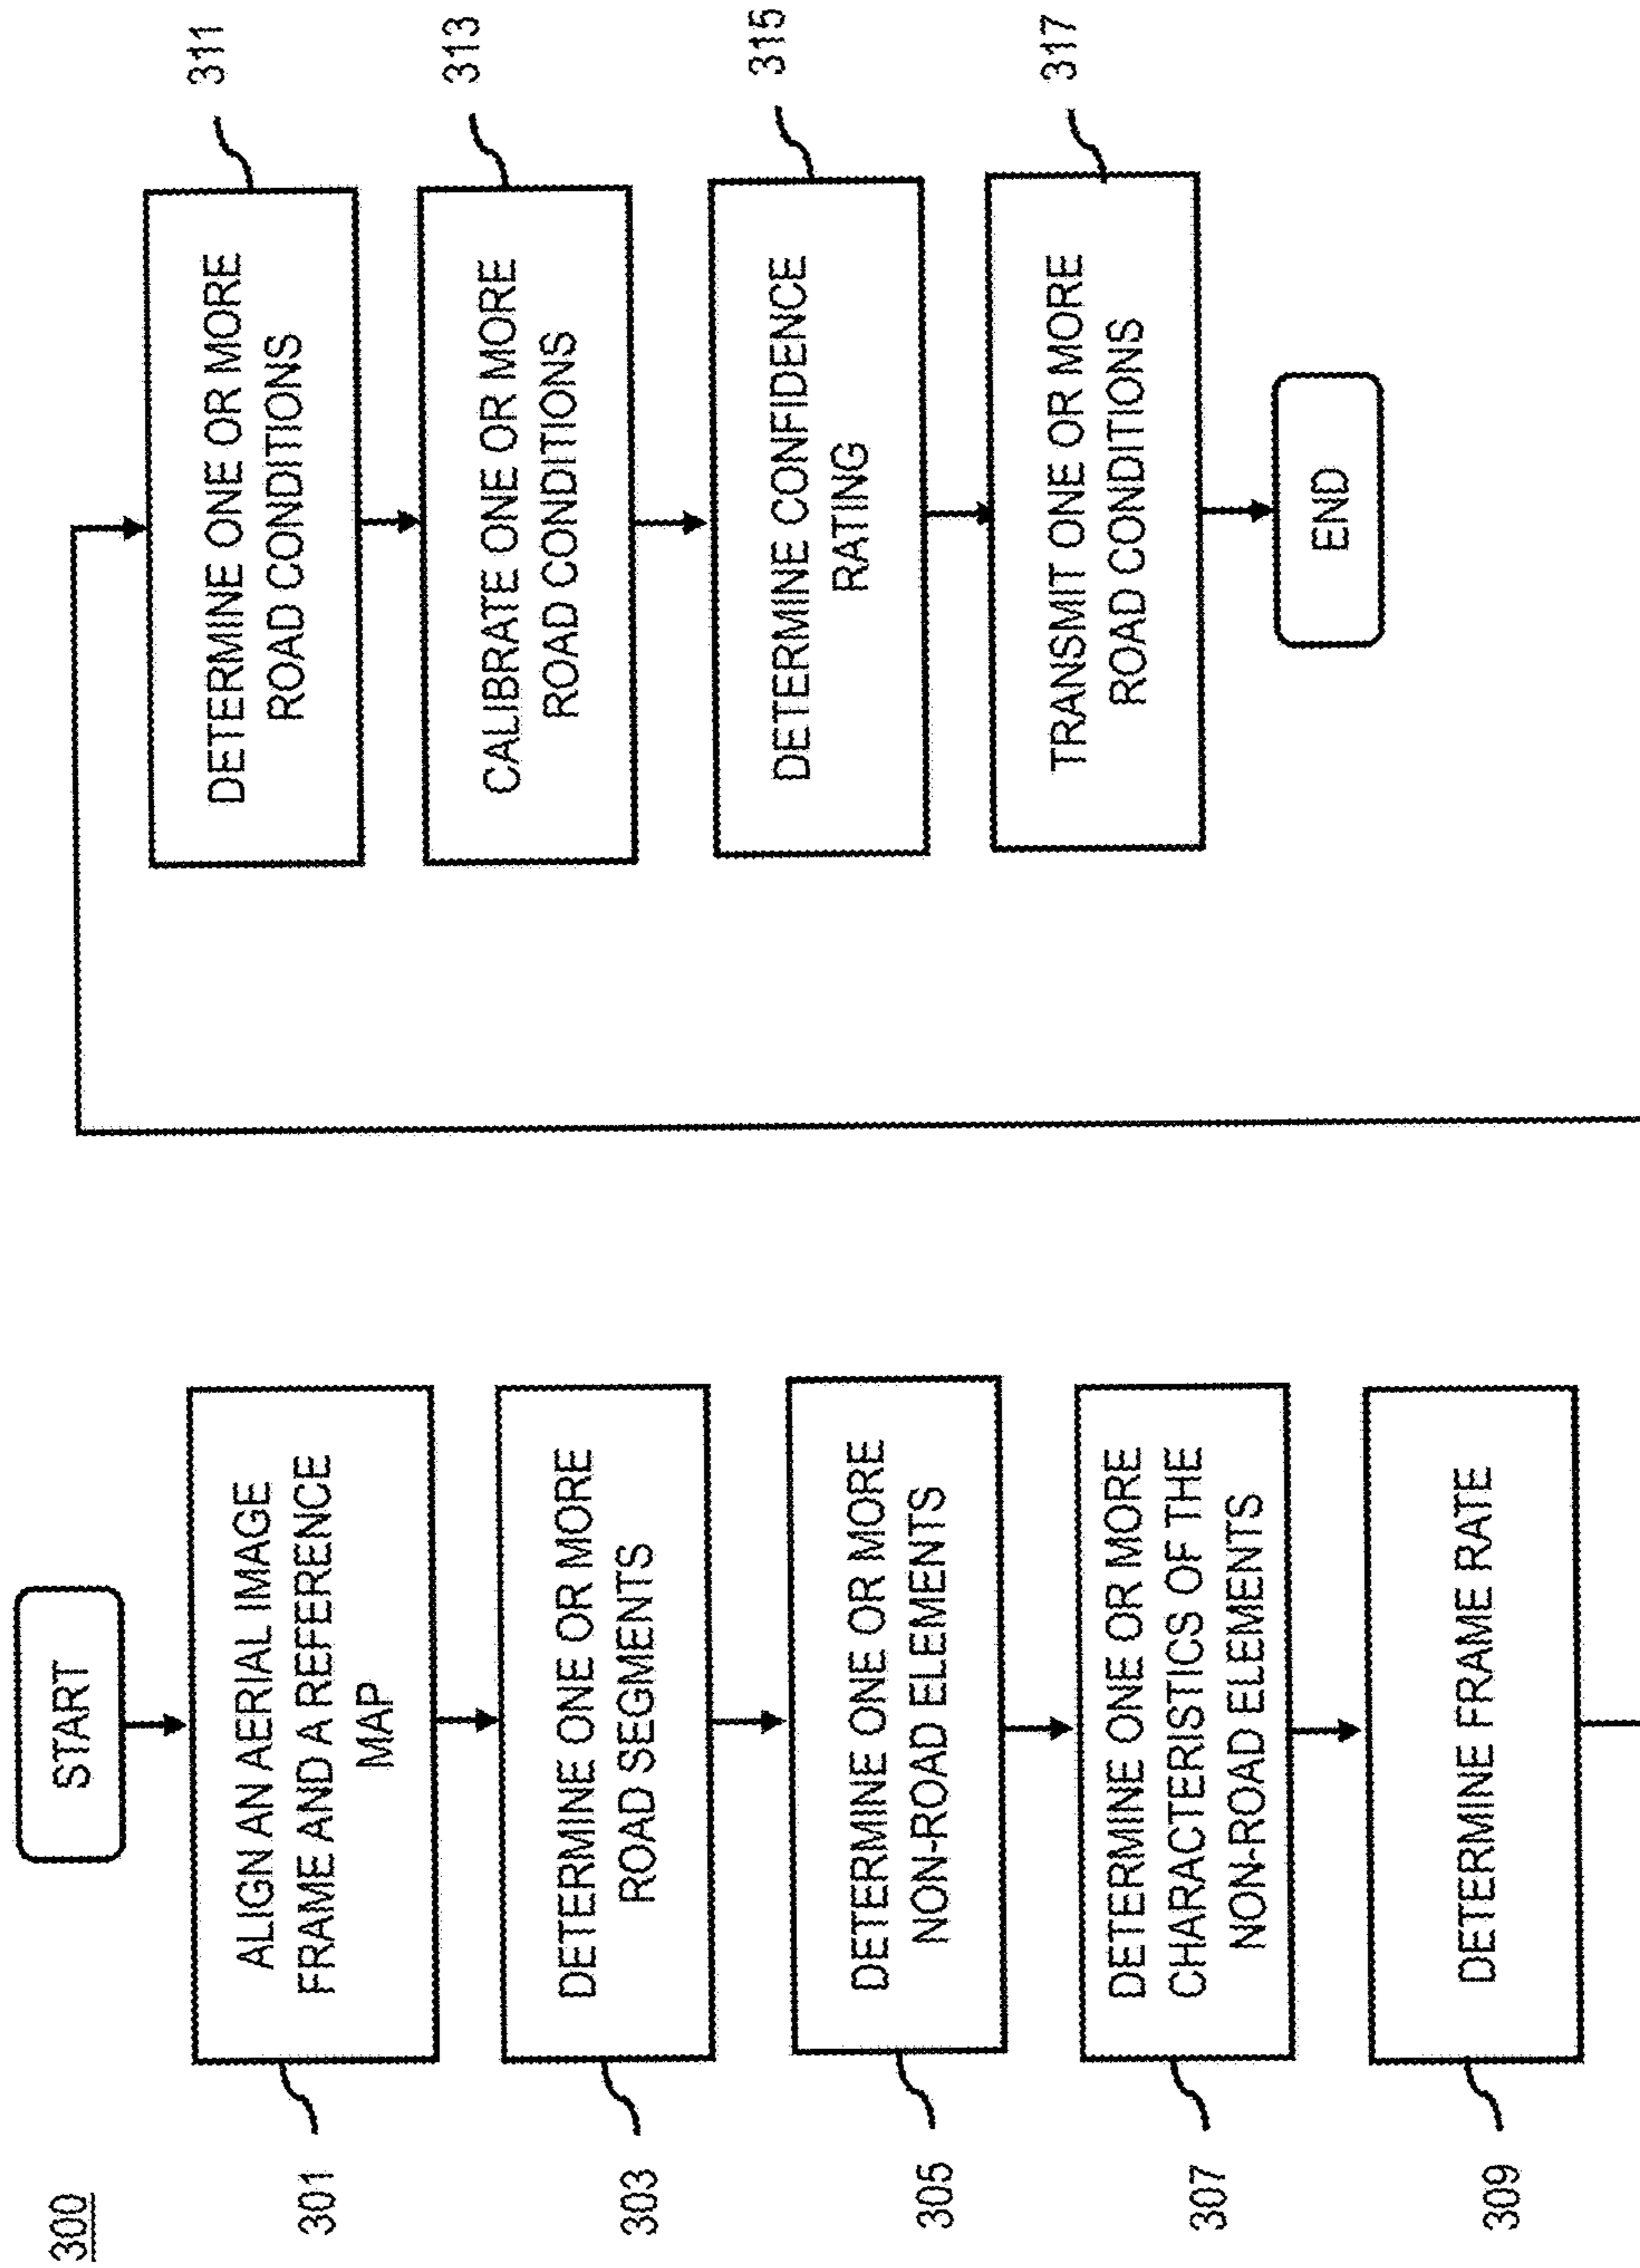 300
START
301
ALIGN AN AERIAL IMAGE
FRAME AND A REFERENCE
MAP
303
DETERMINE ONE OR MORE
ROAD SEGMENTS
305
DETERMINE ONE OR MORE
NON-ROAD ELEMENTS
307
DETERMINE ONE OR MORE
CHARACTERISTICS OF THE
NON-ROAD ELEMENTS
309
DETERMINE FRAME RATE
311
DETERMINE ONE OR MORE
ROAD CONDITIONS
313
CALIBRATE ONE OR MORE
ROAD CONDITIONS
315
DETERMINE CONFIDENCE
RATING
317
TRANSMIT ONE OR MORE
ROAD CONDITIONS
END